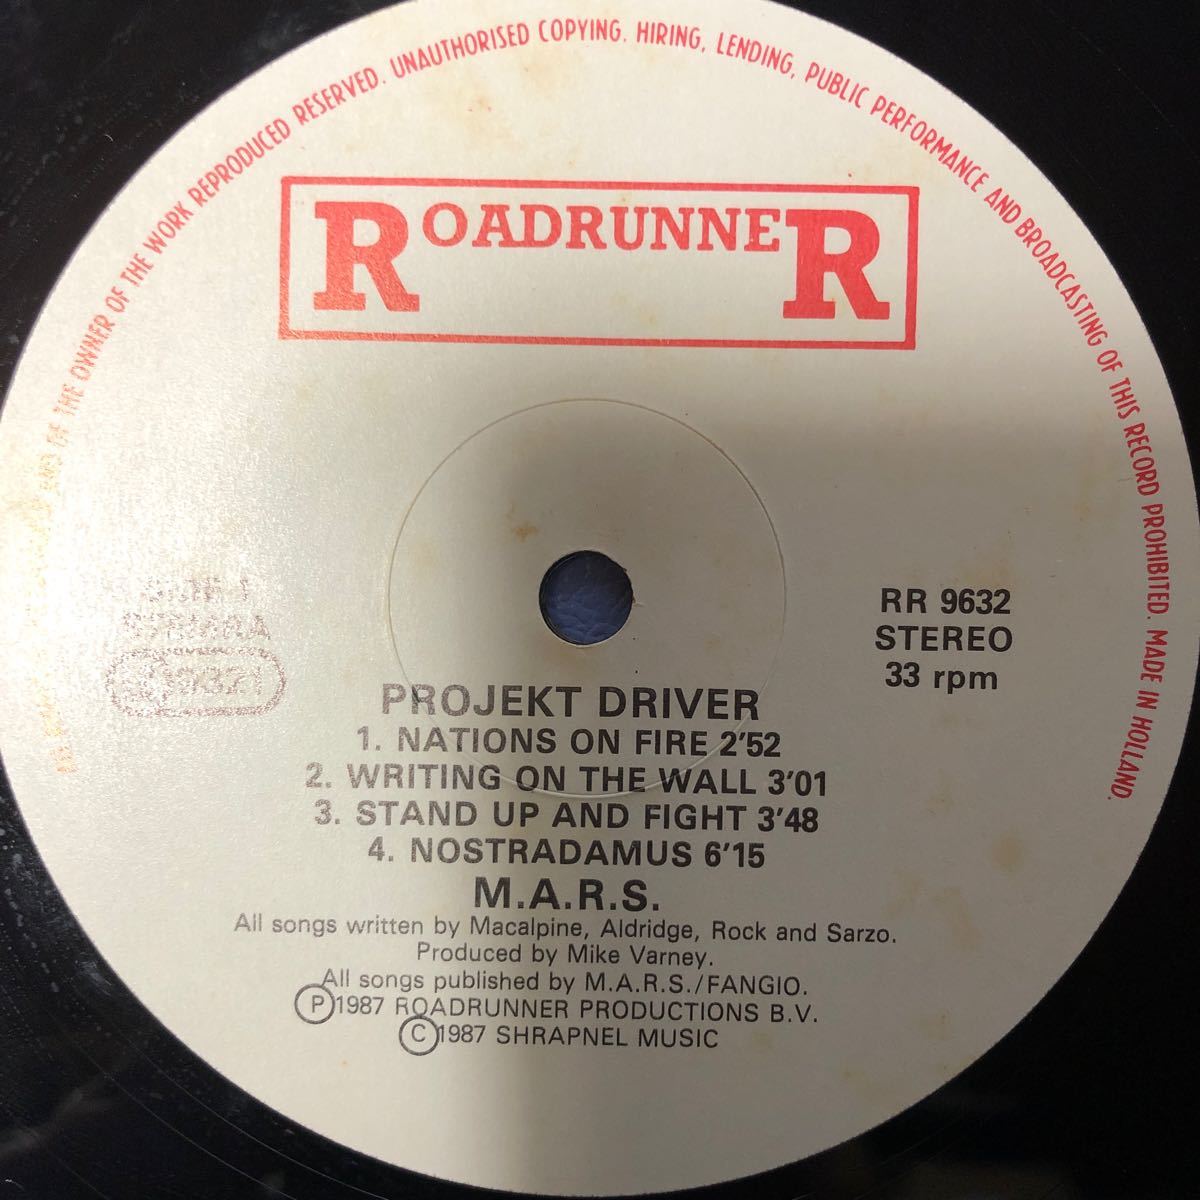 OF THE OWNER OF THE WORK REPRODUCED RESERVED. UNAUTHORISED COPYING. HIRING, LENDING, PUBLIC PERFORMANCE AND BROADCASTING OF THIS RECORD PROHIBITED. MADE IN HOLLAND.
ROADRUNNER
SIDE 1
RR 9632
STEREO
33 rpm
PROJEKT DRIVER
1. NATIONS ON FIRE 2'52
2. WRITING ON THE WALL 3'01
3. STAND UP AND FIGHT 3'48
4. NOSTRADAMUS 6'15
M.A.R.S.
All songs written by Macalpine, Aldridge, Rock and Sarzo.
Produced by Mike Varney.
All songs published by M.A.R.S./FANGIO.
Ⓟ1987 ROADRUNNER PRODUCTIONS B.V.
Ⓒ1987 SHRAPNEL MUSIC